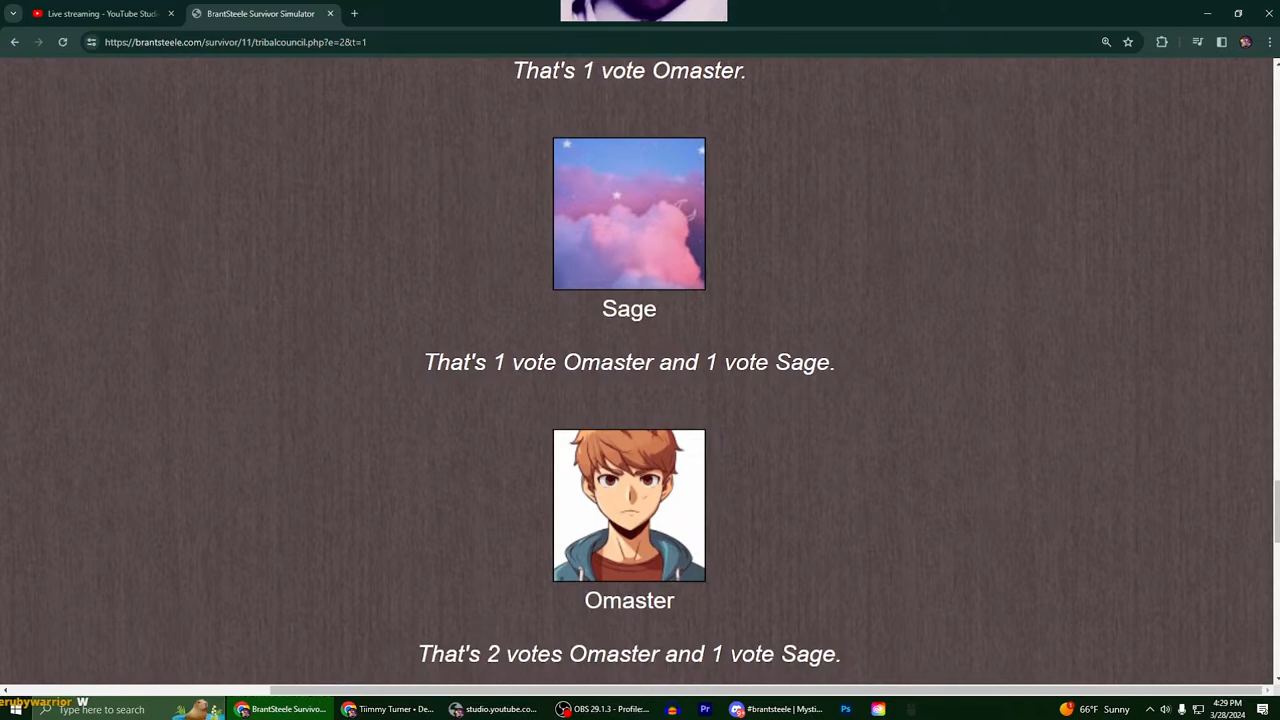 Live streaming - YouTube Studi
BrantSteele Survivor Simulator
https://brantsteele.com/survivor/11/tribalcouncil.php?e=2&t=1
That's 1 vote Omaster.
Sage
That's 1 vote Omaster and 1 vote Sage.
Omaster
That's 2 votes Omaster and 1 vote Sage.
erubywarrior W
Type here to search
BrantSteele Survivo...
Tiimmy Turner • De...
studio.youtube.co...
OBS 29.1.3 - Profile:...
#brantsteele | Mysti...
66°F Sunny
4:29 PM
3/28/2024